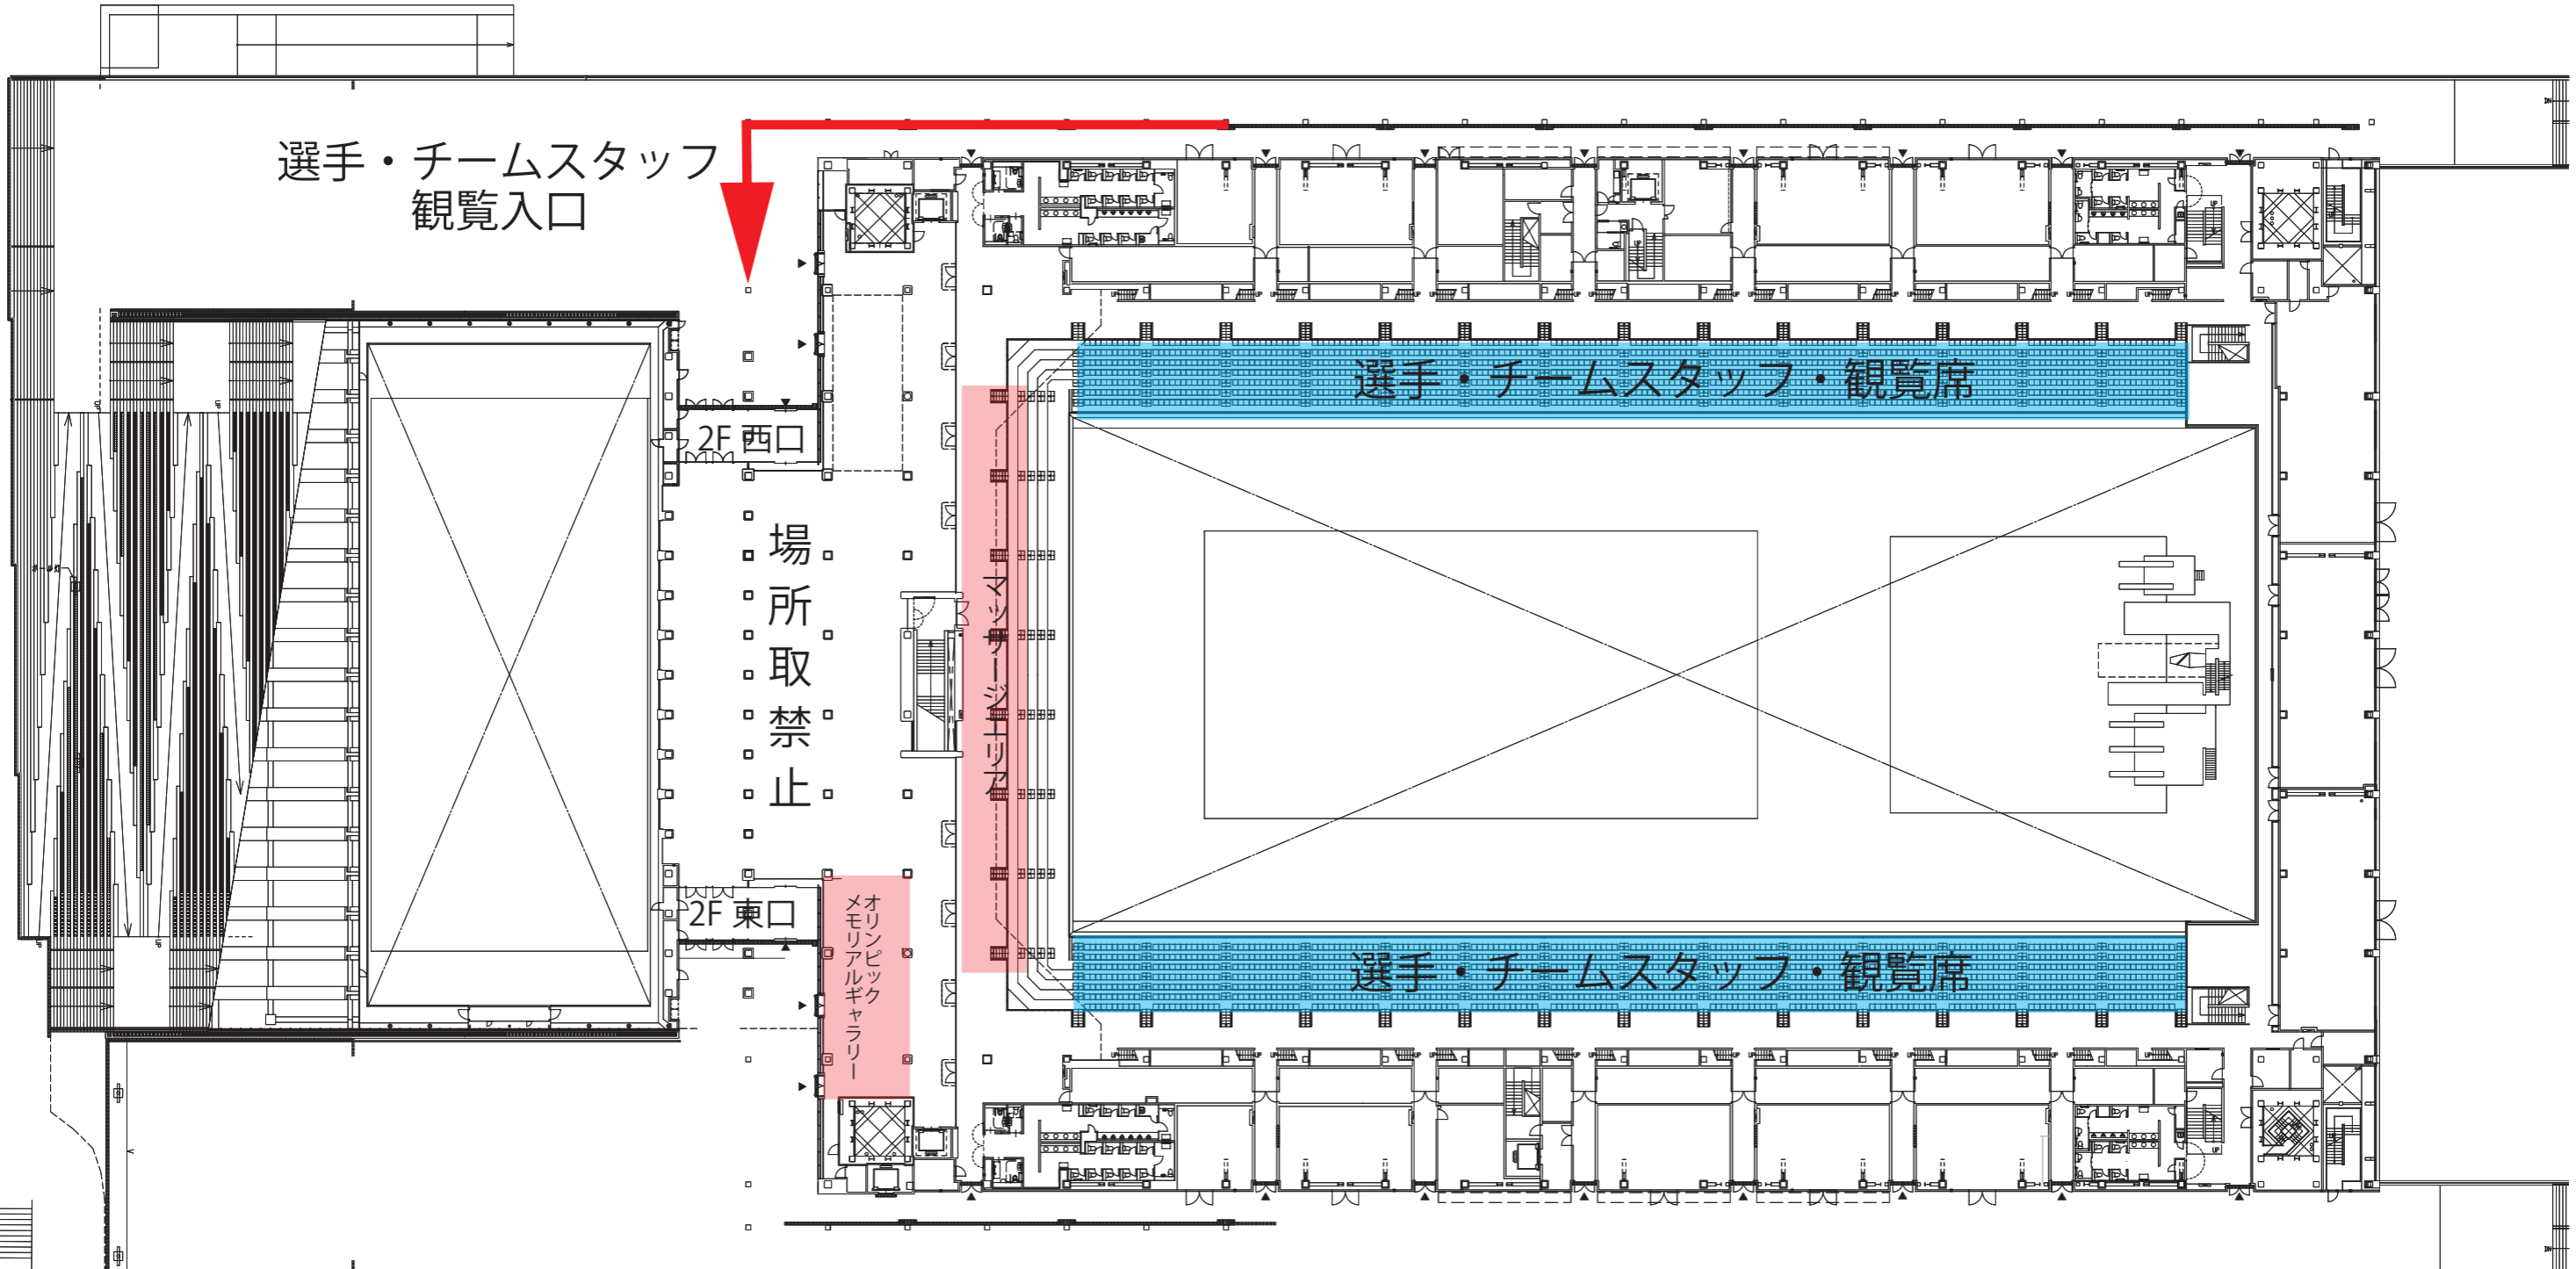 選手・チームスタッフ
観覧入口
選手・チームスタッフ・観覧席
2F 西口
場所取禁止
マッサージエリア
2F 東口
オリンピック
メモリアルギャラリー
選手・チームスタッフ・観覧席